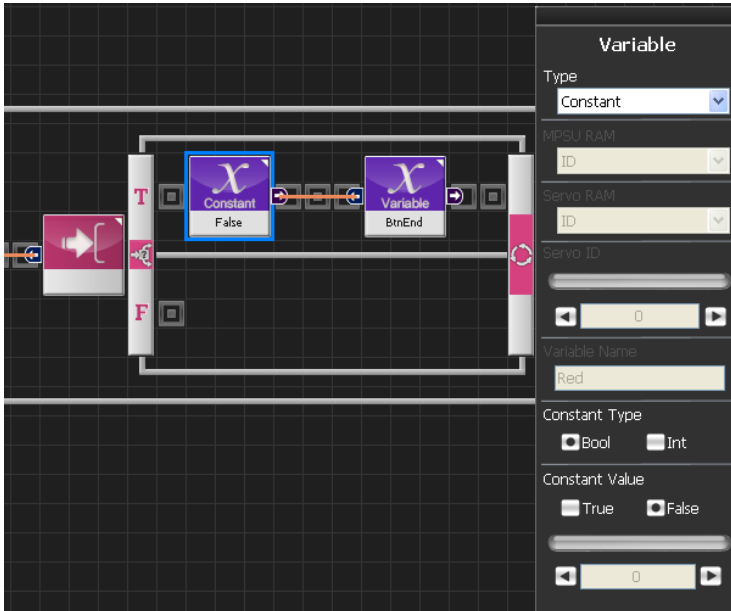 T
X
Constant
False
X
Variable
BtnEnd
?
F
Variable
Type
Constant
MPSU RAM
ID
Servo RAM
ID
Servo ID
0
Variable Name
Red
Constant Type
Bool Int
Constant Value
True False
0